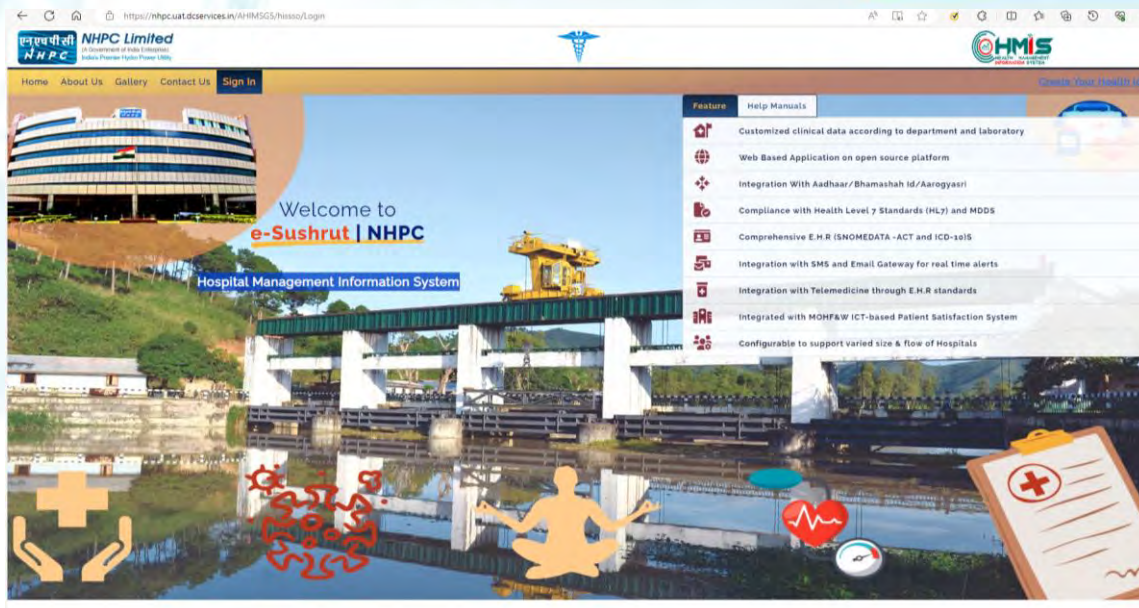 https://nhpc.uat.dcservices.in/AHIMSG5/hissso/Login
एनएचपीसी
NHPC
NHPC Limited
(A Government of India Enterprise)
India's Premier Hydro Power Utility
HMIS
HEALTH MANAGEMENT
INFORMATION SYSTEM
Home About Us Gallery Contact Us Sign In
Create Your Health
Feature Help Manuals
Customized clinical data according to department and laboratory
Web Based Application on open source platform
Integration With Aadhaar/Bhamashah Id/Aarogyasri
Compliance with Health Level 7 Standards (HL7) and MDDS
Comprehensive E.H.R (SNOMEDATA -ACT and ICD-10)S
Integration with SMS and Email Gateway for real time alerts
Integration with Telemedicine through E.H.R standards
Integrated with MOHF&W ICT-based Patient Satisfaction System
Configurable to support varied size & flow of Hospitals
Welcome to
e-Sushrut | NHPC
Hospital Management Information System